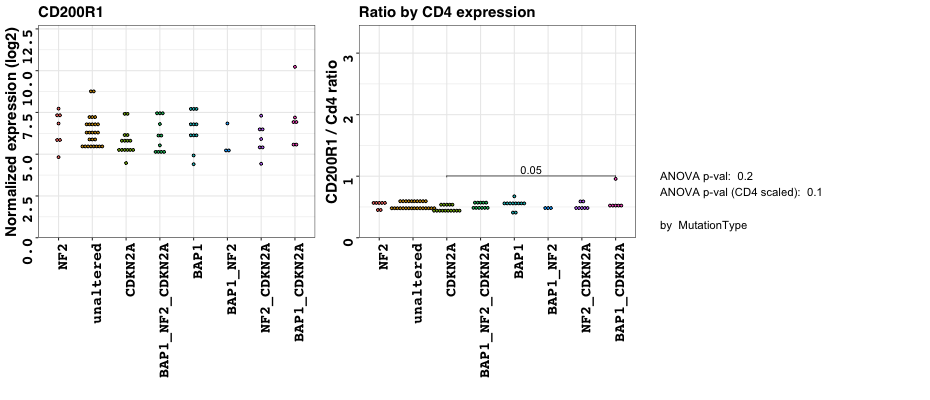 CD200R1
Normalized expression (log2)
12.5
10.0
7.5
5.0
2.5
0.0
NF2
unaltered
CDKN2A
BAP1_NF2_CDKN2A
BAP1
BAP1_NF2
NF2_CDKN2A
BAP1_CDKN2A
Ratio by CD4 expression
CD200R1 / Cd4 ratio
3
2
1
0
0.05
NF2
unaltered
CDKN2A
BAP1_NF2_CDKN2A
BAP1
BAP1_NF2
NF2_CDKN2A
BAP1_CDKN2A
ANOVA p-val: 0.2
ANOVA p-val (CD4 scaled): 0.1
by MutationType